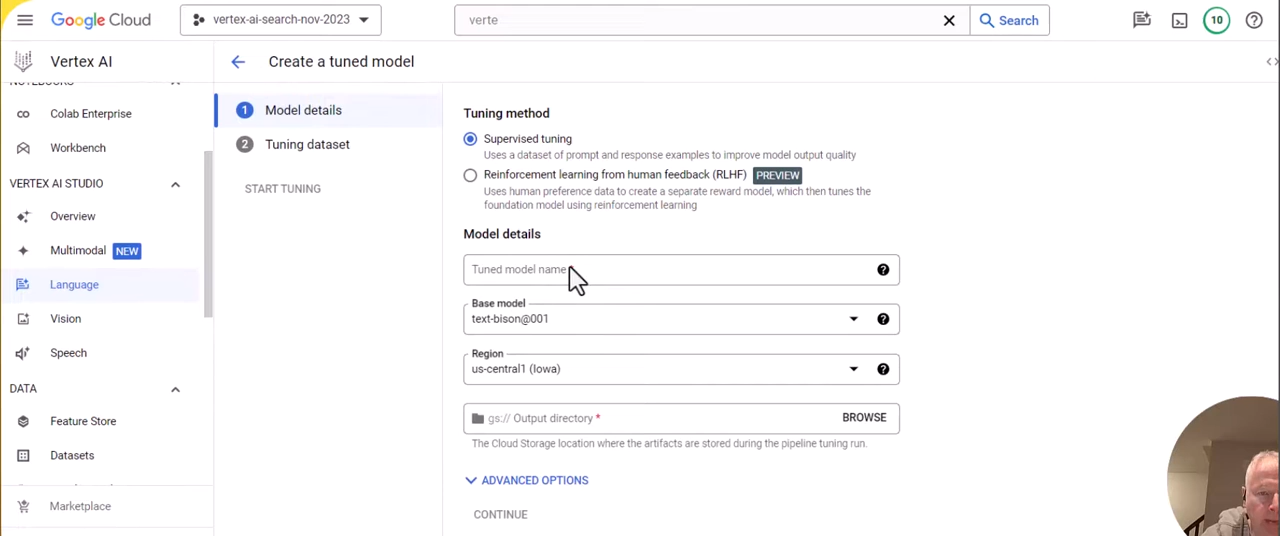 Google Cloud
vertex-ai-search-nov-2023
verte
Search
10
Vertex AI
Create a tuned model
NOTEBOOKS
Colab Enterprise
Workbench
VERTEX AI STUDIO
Overview
Multimodal NEW
Language
Vision
Speech
DATA
Feature Store
Datasets
Marketplace
1 Model details
2 Tuning dataset
START TUNING
Tuning method
Supervised tuning
Uses a dataset of prompt and response examples to improve model output quality
Reinforcement learning from human feedback (RLHF) PREVIEW
Uses human preference data to create a separate reward model, which then tunes the
foundation model using reinforcement learning
Model details
Tuned model name
Base model
text-bison@001
Region
us-central1 (Iowa)
gs:// Output directory * BROWSE
The Cloud Storage location where the artifacts are stored during the pipeline tuning run.
ADVANCED OPTIONS
CONTINUE